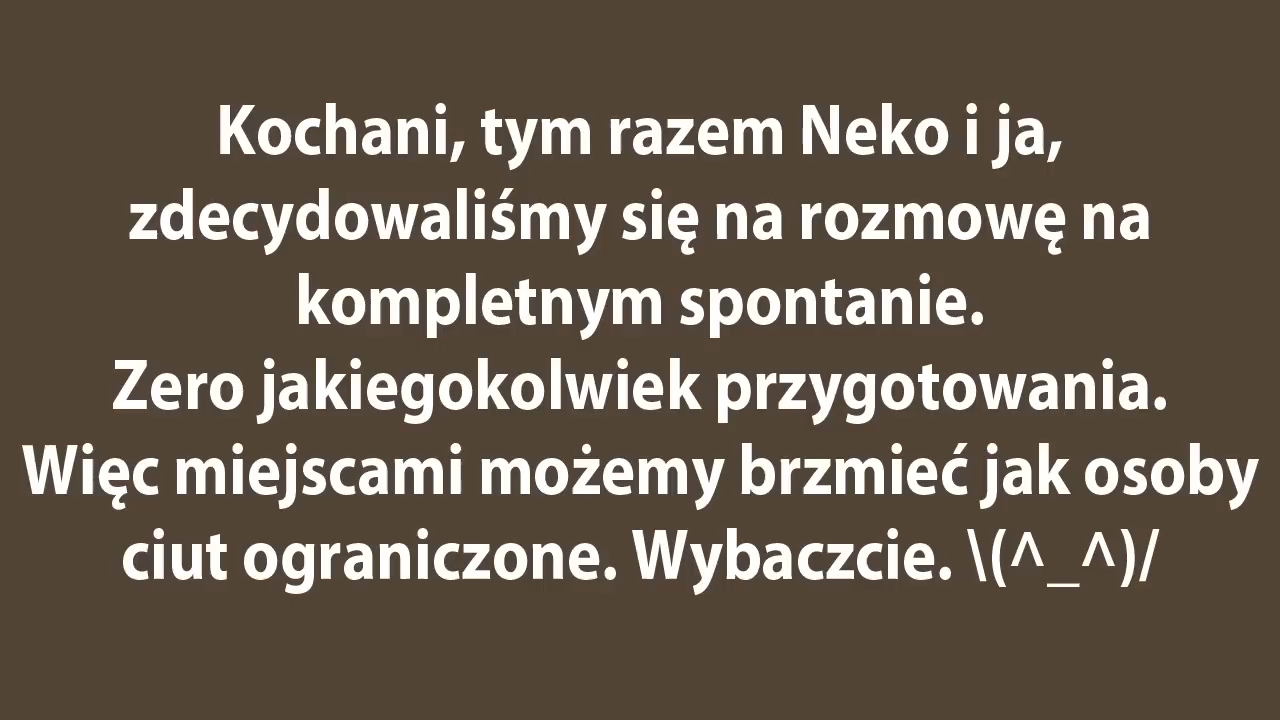 Kochani, tym razem Neko i ja,
zdecydowaliśmy się na rozmowę na
kompletnym spontanie.
Zero jakiegokolwiek przygotowania.
Więc miejscami możemy brzmieć jak osoby
ciut ograniczone. Wybaczcie. \(^_^)/